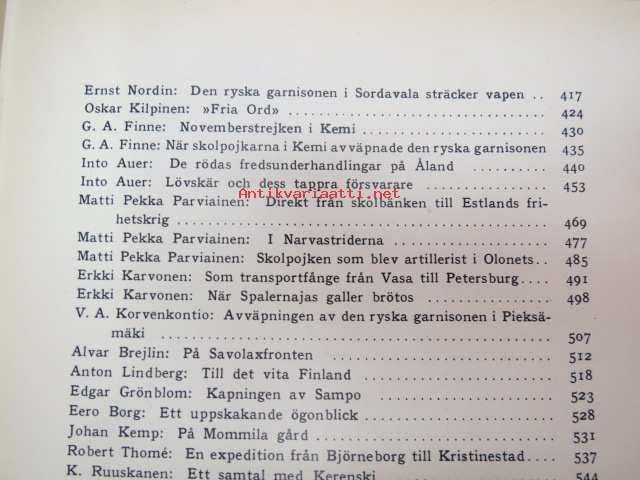 Ernst Nordin: Den ryska garnisonen i Sordavala sträcker vapen .. 417
Oskar Kilpinen: »Fria Ord» .............................. 424
G. A. Finne: Novemberstrejken i Kemi .................... 430
G. A. Finne: När skolpojkarna i Kemi avväpnade den ryska garnisonen 435
Into Auer: De rödas fredsunderhandlingar på Åland .......... 440
Into Auer: Lövskär och dess tappra försvarare .............. 453
Antikvariaatti.net
Matti Pekka Parviainen: Direkt från skolbänken till Estlands fri-
hetskrig ................................................ 469
Matti Pekka Parviainen: I Narvastriderna .................. 477
Matti Pekka Parviainen: Skolpojken som blev artillerist i Olonets.. 485
Erkki Karvonen: Som transportfånge från Vasa till Petersburg.... 491
Erkki Karvonen: När Spalernajas galler brötos .............. 498
V. A. Korvenkontio: Avväpningen av den ryska garnisonen i Pieksä-
mäki .................................................. 507
Alvar Brejlin: På Savolaxfronten .......................... 512
Anton Lindberg: Till det vita Finland ...................... 518
Edgar Grönblom: Kapningen av Sampo .................... 523
Eero Borg: Ett uppskakande ögonblick ...................... 528
Johan Kemp: På Mommila gård ............................ 531
Robert Thomé: En expedition från Björneborg till Kristinestad.... 537
K. Ruuskanen: Ett samtal med Kerenski .................... 544